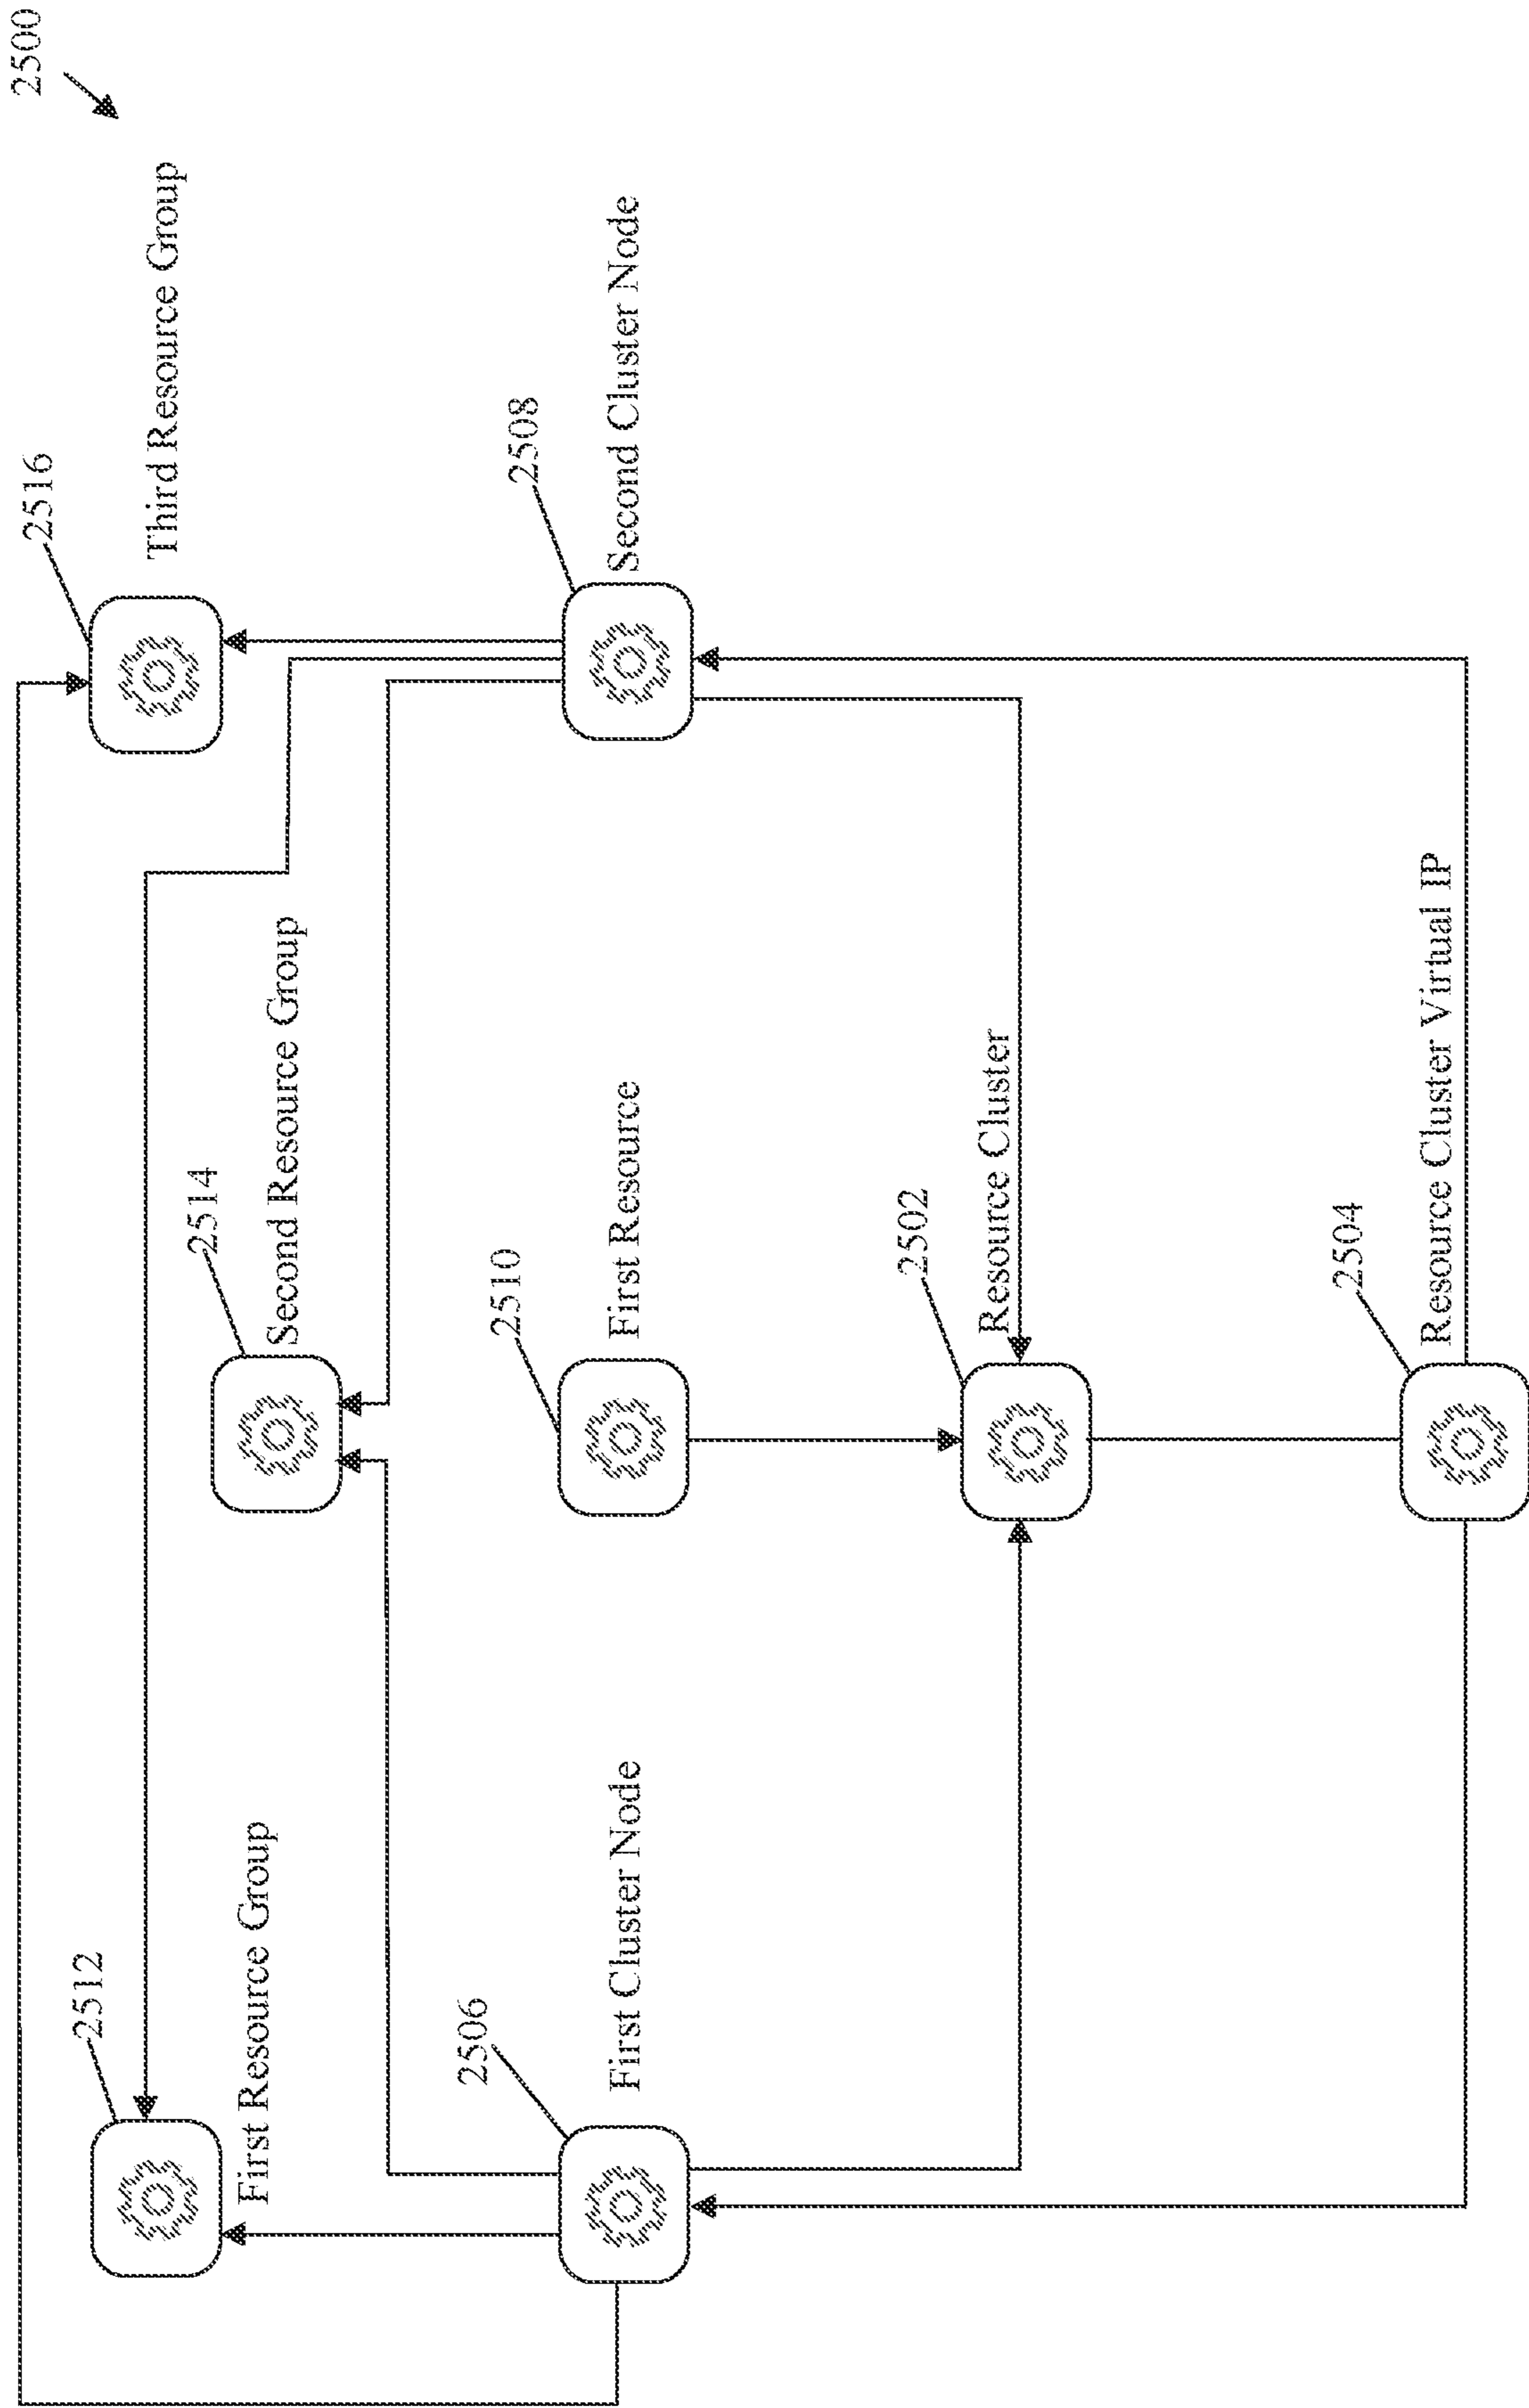 2500
2512
First Resource Group
2514
Second Resource Group
2516
Third Resource Group
2506
First Cluster Node
2510
First Resource
2508
Second Cluster Node
2502
Resource Cluster
2504
Resource Cluster Virtual IP